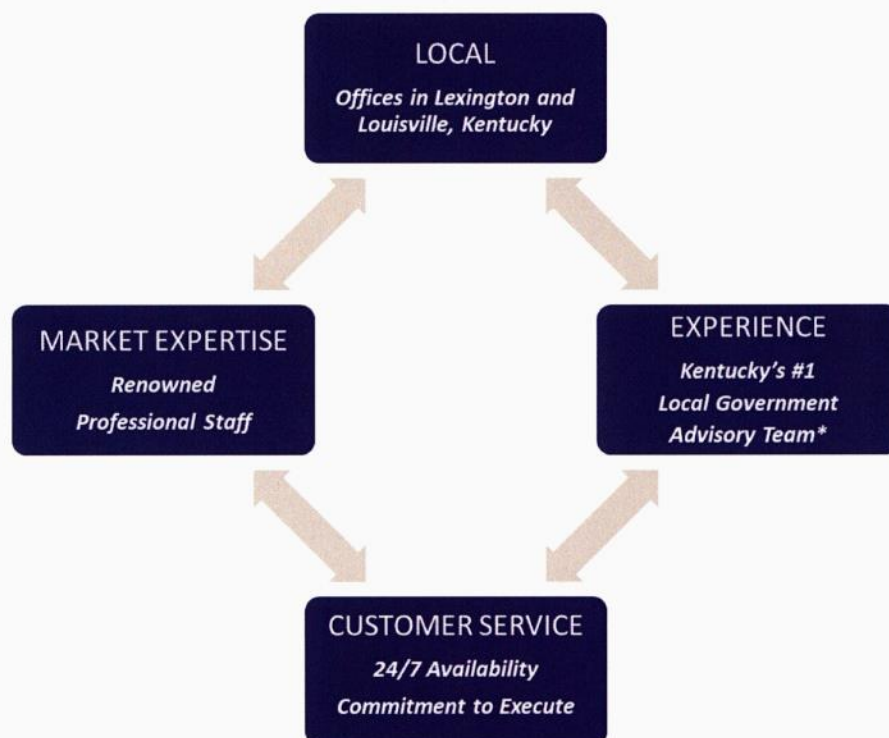 LOCAL
Offices in Lexington and
Louisville, Kentucky
MARKET EXPERTISE
Renowned
Professional Staff
EXPERIENCE
Kentucky’s #1
Local Government
Advisory Team*
CUSTOMER SERVICE
24/7 Availability
Commitment to Execute